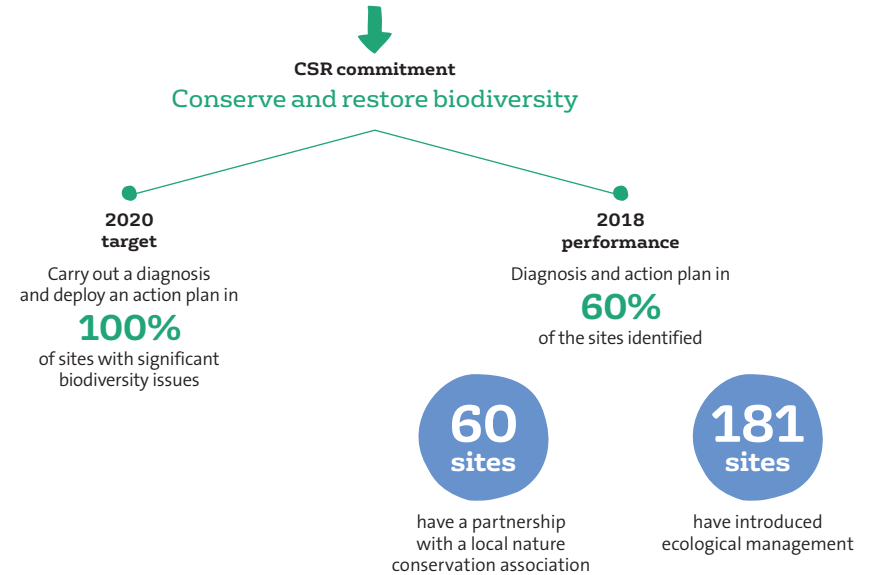 CSR commitment
Conserve and restore biodiversity
2020
target
Carry out a diagnosis
and deploy an action plan in
100%
of sites with significant
biodiversity issues
2018
performance
Diagnosis and action plan in
60%
of the sites identified
60
sites
have a partnership
with a local nature
conservation association
181
sites
have introduced
ecological management